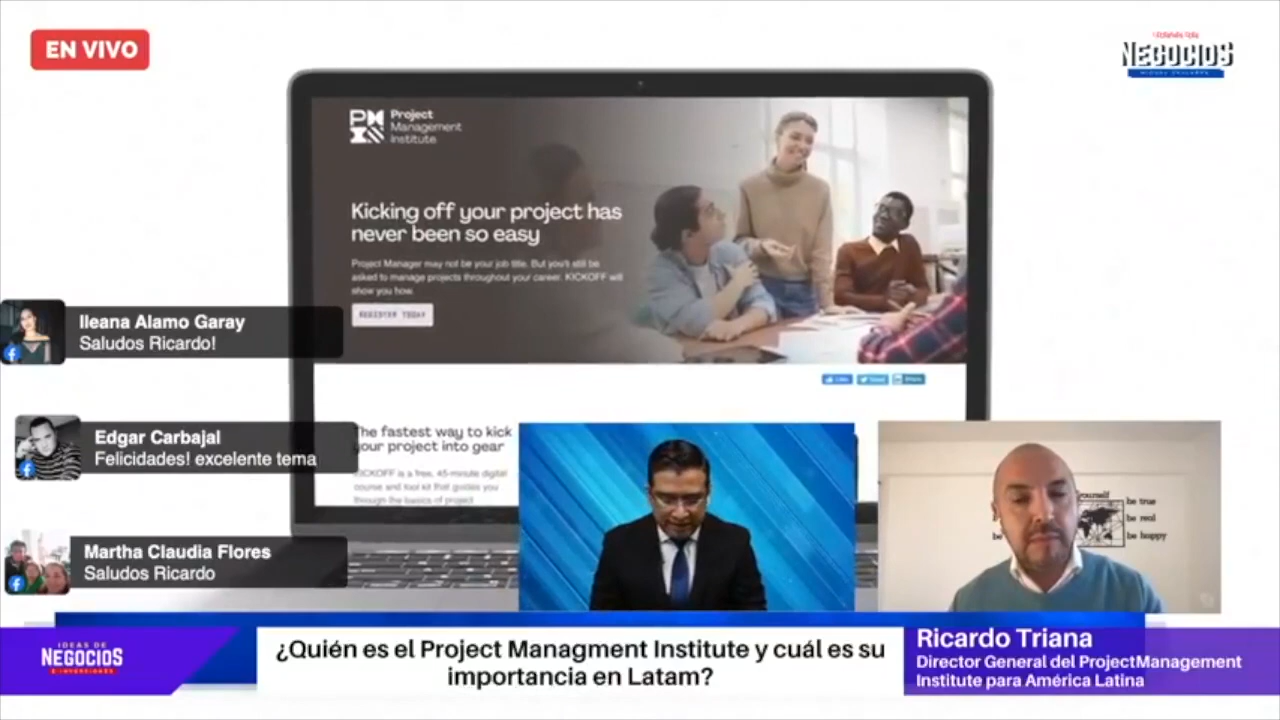 EN VIVO
NEGOCIOS
Project
Management
Institute
Kicking off your project has
never been so easy
Project Manager may not be your job title. But you'll still be
asked to manage projects throughout your career. KICKOFF will
show you how.
REGISTER TODAY
Like
Tweet
Share
Ileana Alamo Garay
Saludos Ricardo!
The fastest way to kick
your project into gear
Edgar Carbajal
Felicidades! excelente tema
KICKOFF is a free, 45-minute digital
course and tool kit that guides you
through the basics of project
yourself
be true
be real
be happy
be
Martha Claudia Flores
Saludos Ricardo
IDEAS DE
NEGOCIOS
E INVERSIONES
¿Quién es el Project Managment Institute y cuál es su
importancia en Latam?
Ricardo Triana
Director General del ProjectManagement
Institute para América Latina